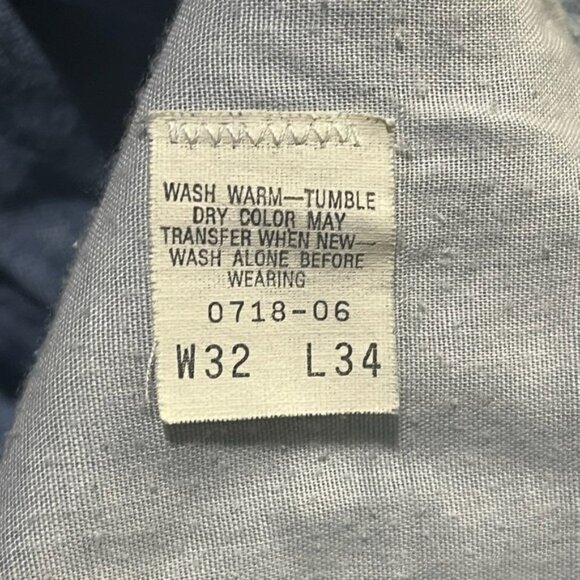 WASH WARM—TUMBLE
DRY COLOR MAY
TRANSFER WHEN NEW—
WASH ALONE BEFORE
WEARING
0718-06
W32 L34